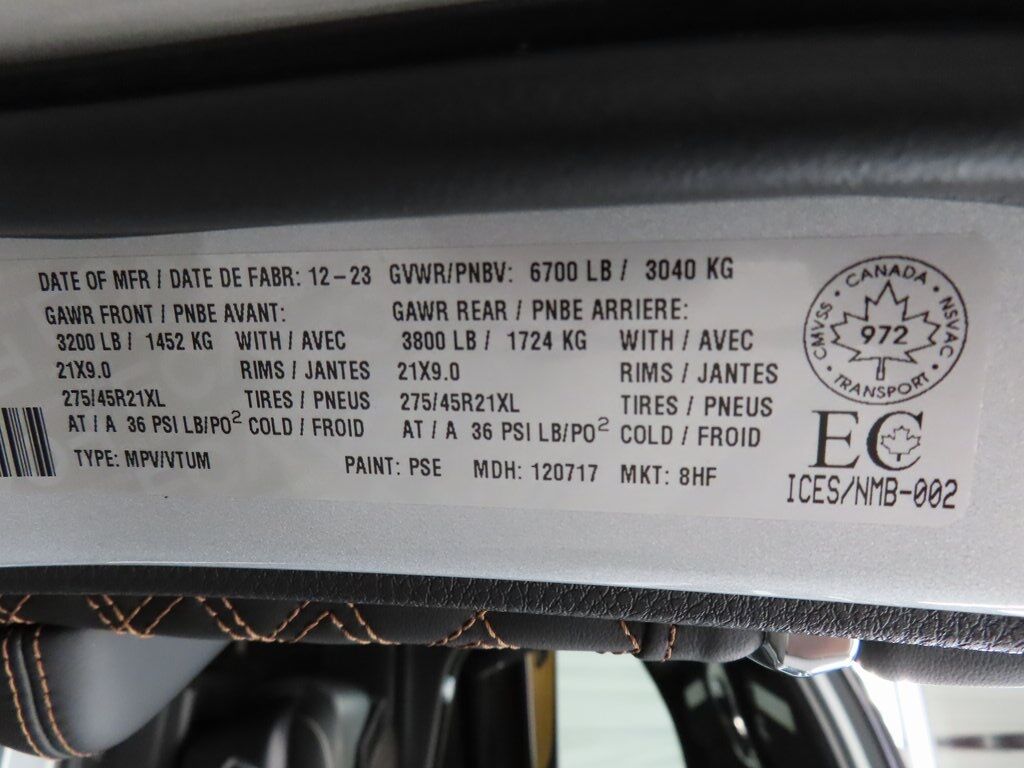 DATE OF MFR / DATE DE FABR: 12-23 GVWR/PNBV: 6700 LB / 3040 KG
GAWR FRONT / PNBE AVANT: GAWR REAR / PNBE ARRIERE:
3200 LB / 1452 KG WITH / AVEC 3800 LB / 1724 KG WITH / AVEC
21X9.0 RIMS / JANTES 21X9.0 RIMS / JANTES
275/45R21XL TIRES / PNEUS 275/45R21XL TIRES / PNEUS
AT / A 36 PSI LB/PO² COLD / FROID AT / A 36 PSI LB/PO² COLD / FROID
TYPE: MPV/VTUM PAINT: PSE MDH: 120717 MKT: 8HF
CMVSS · CANADA · NSVAC · TRANSPORT ·
972
EC
ICES/NMB-002